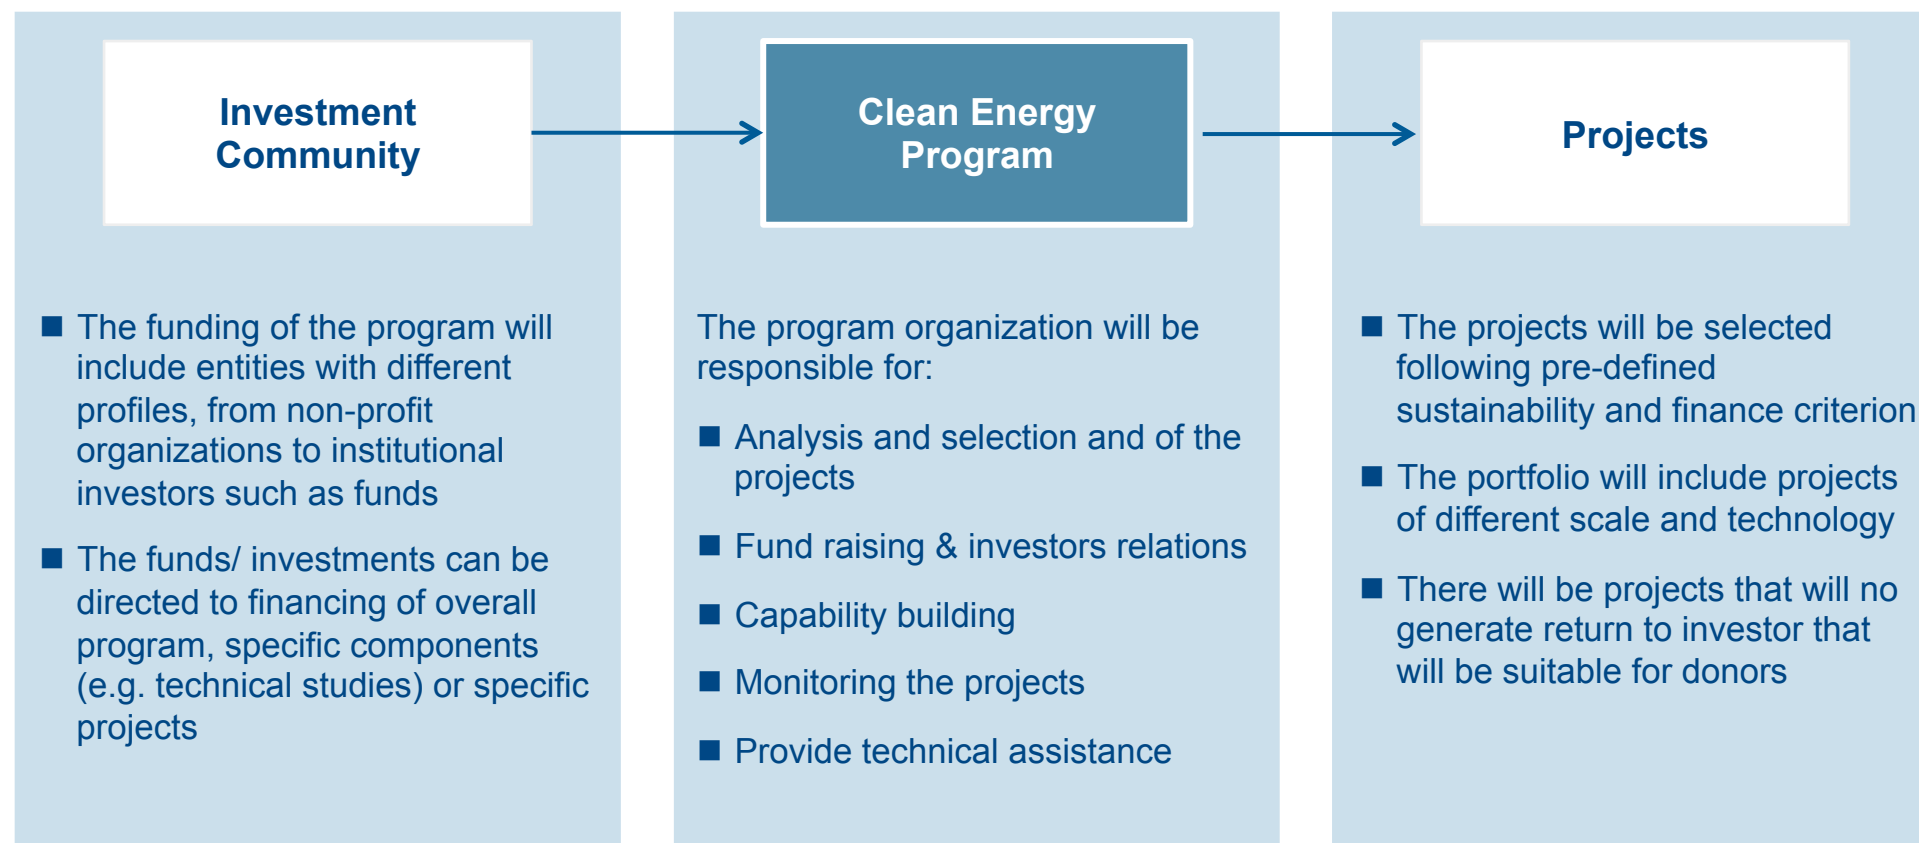 Investment
Community
Clean Energy
Program
Projects
■ The funding of the program will
include entities with different
profiles, from non-profit
organizations to institutional
investors such as funds
■ The funds/ investments can be
directed to financing of overall
program, specific components
(e.g. technical studies) or specific
projects
The program organization will be
responsible for:
■ Analysis and selection and of the
projects
■ Fund raising & investors relations
■ Capability building
■ Monitoring the projects
■ Provide technical assistance
■ The projects will be selected
following pre-defined
sustainability and finance criterion
■ The portfolio will include projects
of different scale and technology
■ There will be projects that will no
generate return to investor that
will be suitable for donors